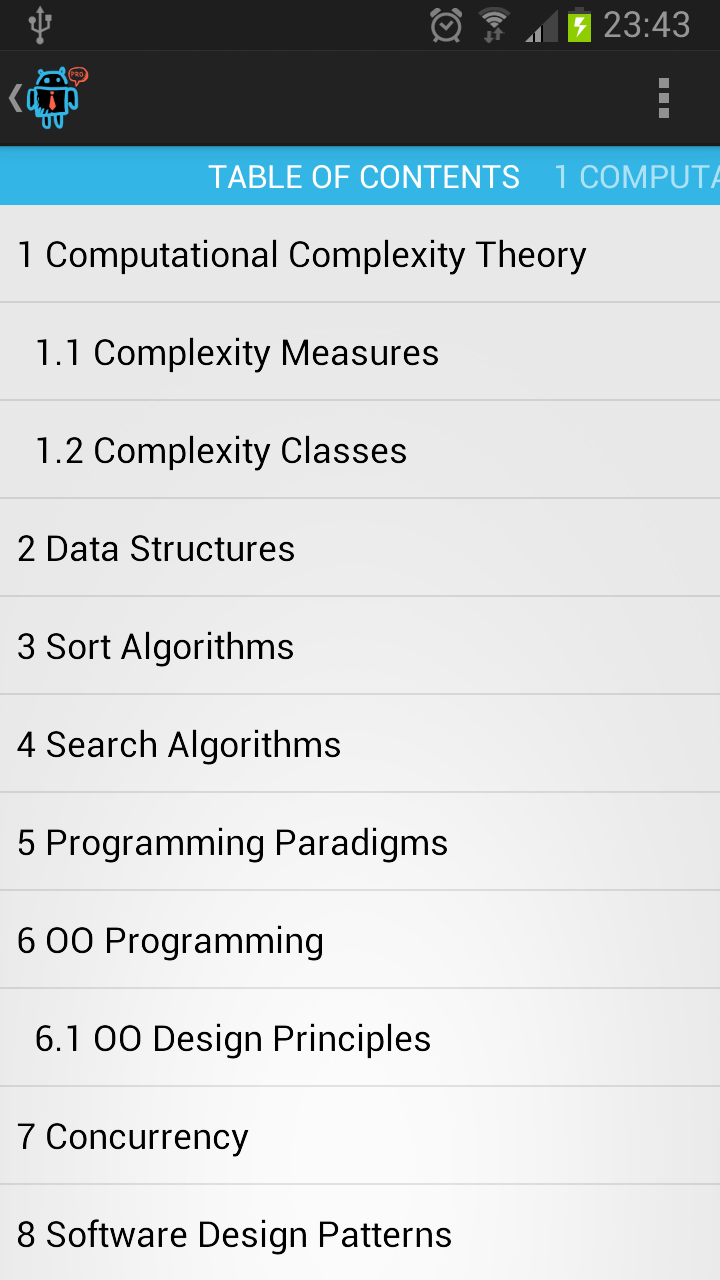 23:43
PRO
TABLE OF CONTENTS 1 COMPUTA
1 Computational Complexity Theory
1.1 Complexity Measures
1.2 Complexity Classes
2 Data Structures
3 Sort Algorithms
4 Search Algorithms
5 Programming Paradigms
6 OO Programming
6.1 OO Design Principles
7 Concurrency
8 Software Design Patterns